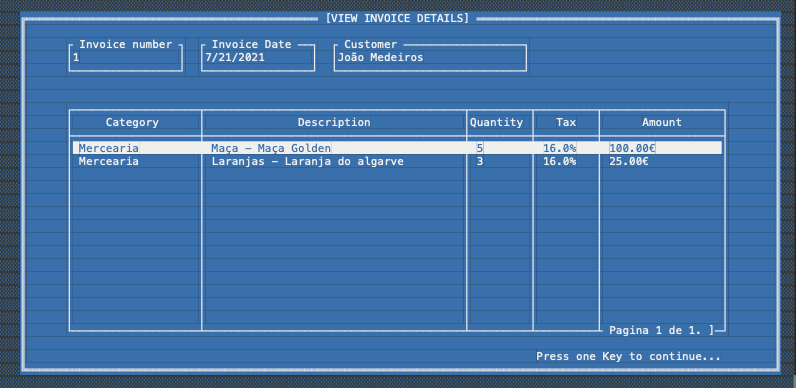 [VIEW INVOICE DETAILS]
Invoice number Invoice Date Customer
1 7/21/2021 João Medeiros
Category Description Quantity Tax Amount
Mercearia Maça – Maça Golden 5 16.0% 100.00€
Mercearia Laranjas – Laranja do algarve 3 16.0% 25.00€
Pagina 1 de 1. ]
Press one Key to continue...